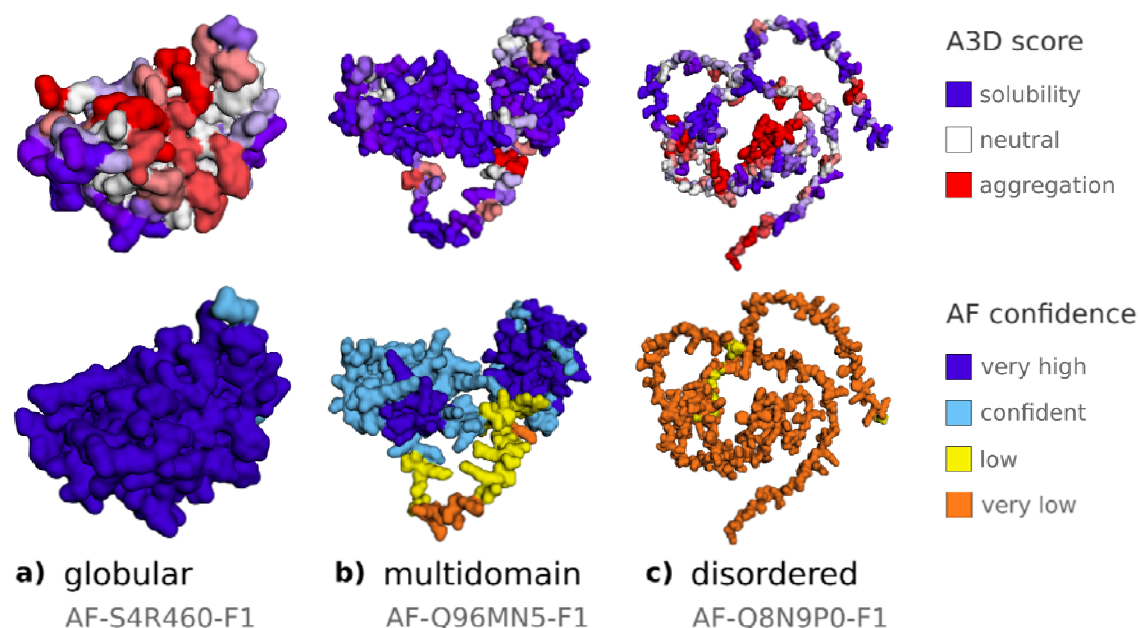 A3D score
solubility
neutral
aggregation
AF confidence
very high
confident
low
very low
a) globular
AF-S4R460-F1
b) multidomain
AF-Q96MN5-F1
c) disordered
AF-Q8N9P0-F1